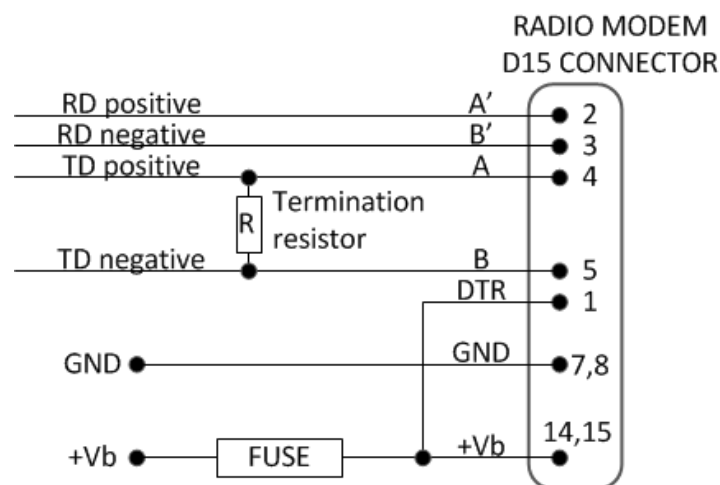 RADIO MODEM
D15 CONNECTOR
RD positive A’ 2
RD negative B’ 3
TD positive A 4
R Termination
resistor
TD negative B 5
DTR 1
GND GND 7,8
14,15
+Vb FUSE +Vb